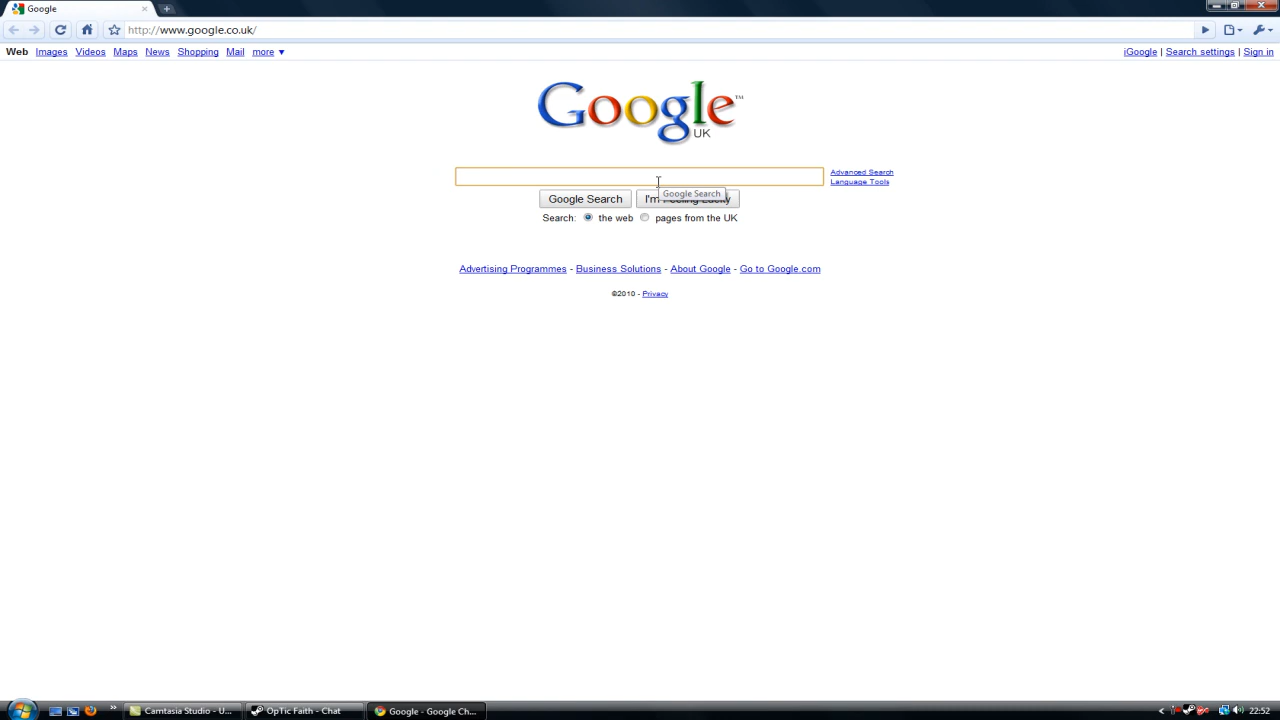 Google
http://www.google.co.uk/
Web Images Videos Maps News Shopping Mail more ▼ iGoogle | Search settings | Sign in
Google™
UK
Advanced Search
Language Tools
Google Search
Google Search I'm Feeling Lucky
Search: the web pages from the UK
Advertising Programmes - Business Solutions - About Google - Go to Google.com
©2010 - Privacy
Camtasia Studio - U... OpTic Faith - Chat Google - Google Ch... 22:52